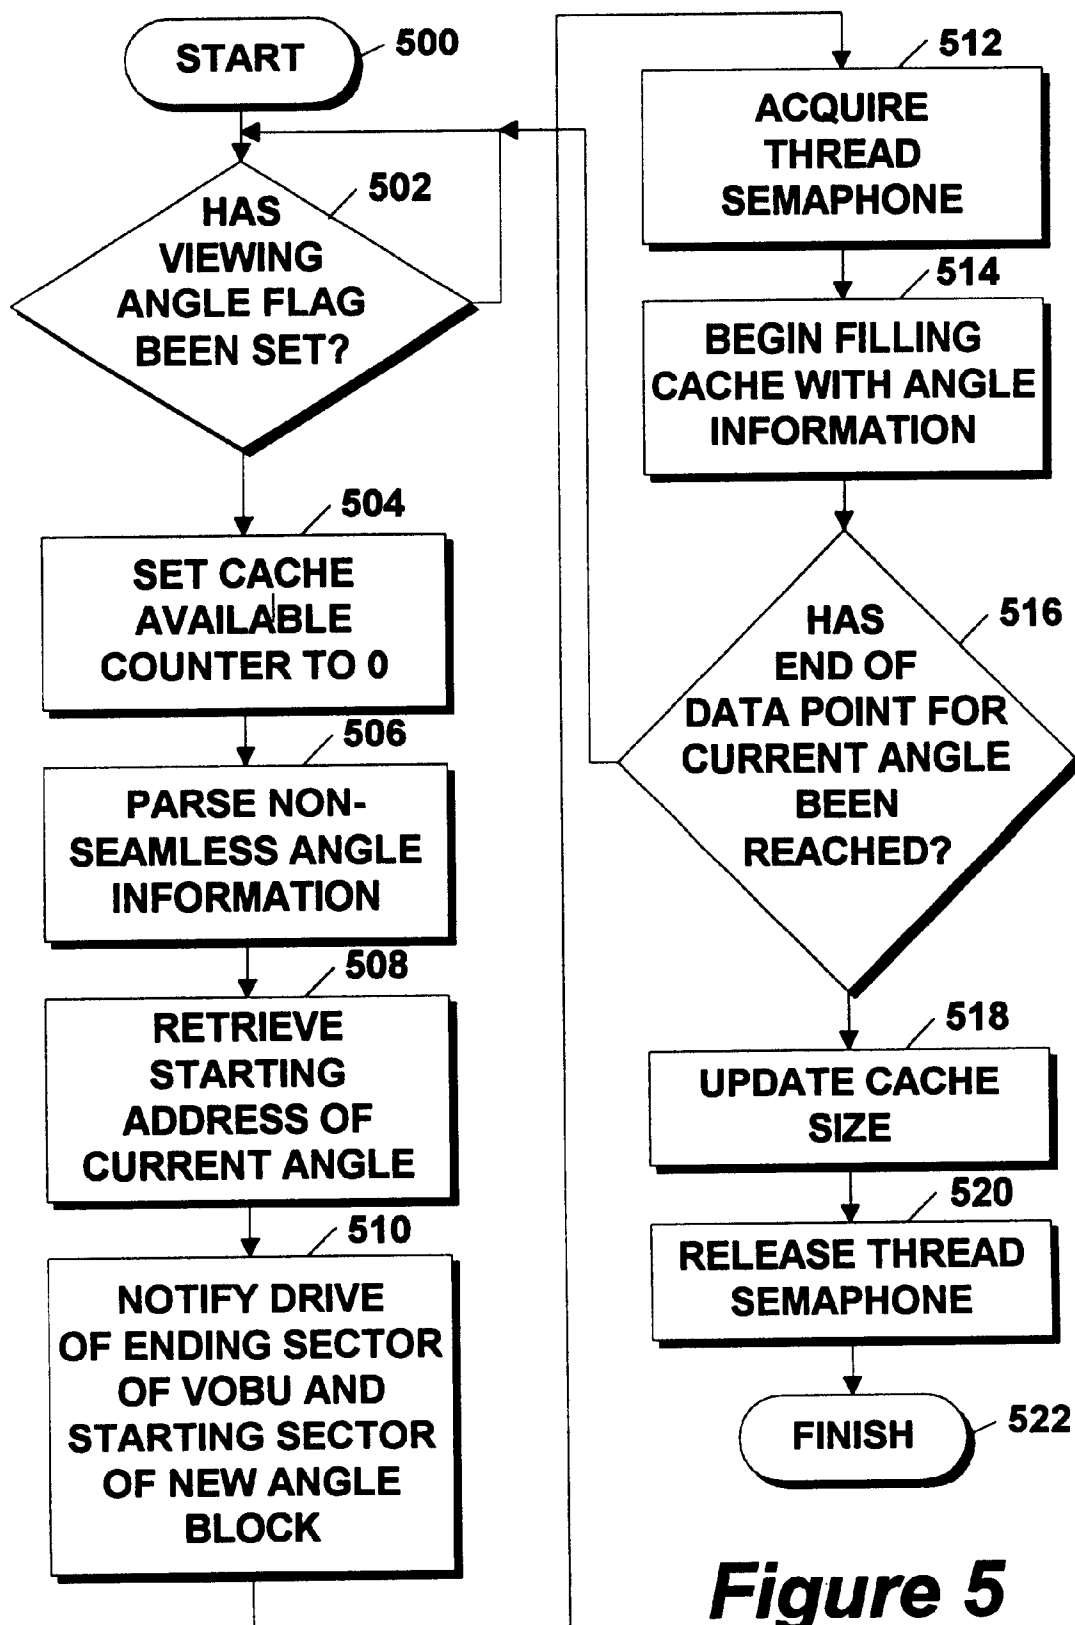 START
500
HAS
VIEWING
ANGLE FLAG
BEEN SET?
502
504
SET CACHE
AVAILABLE
COUNTER TO 0
506
PARSE NON-
SEAMLESS ANGLE
INFORMATION
508
RETRIEVE
STARTING
ADDRESS OF
CURRENT ANGLE
510
NOTIFY DRIVE
OF ENDING SECTOR
OF VOBU AND
STARTING SECTOR
OF NEW ANGLE
BLOCK
512
ACQUIRE
THREAD
SEMAPHONE
514
BEGIN FILLING
CACHE WITH ANGLE
INFORMATION
516
HAS
END OF
DATA POINT FOR
CURRENT ANGLE
BEEN
REACHED?
518
UPDATE CACHE
SIZE
520
RELEASE THREAD
SEMAPHONE
FINISH
522
Figure 5